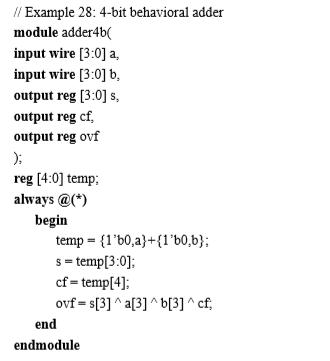 // Example 28: 4-bit behavioral adder
module adder4b(
input wire [3:0] a,
input wire [3:0] b,
output reg [3:0] s,
output reg cf,
output reg ovf
);
reg [4:0] temp;
always @(*)
begin
temp = {1’b0,a}+{1’b0,b};
s = temp[3:0];
cf = temp[4];
ovf = s[3] ^ a[3] ^ b[3] ^ cf;
end
endmodule